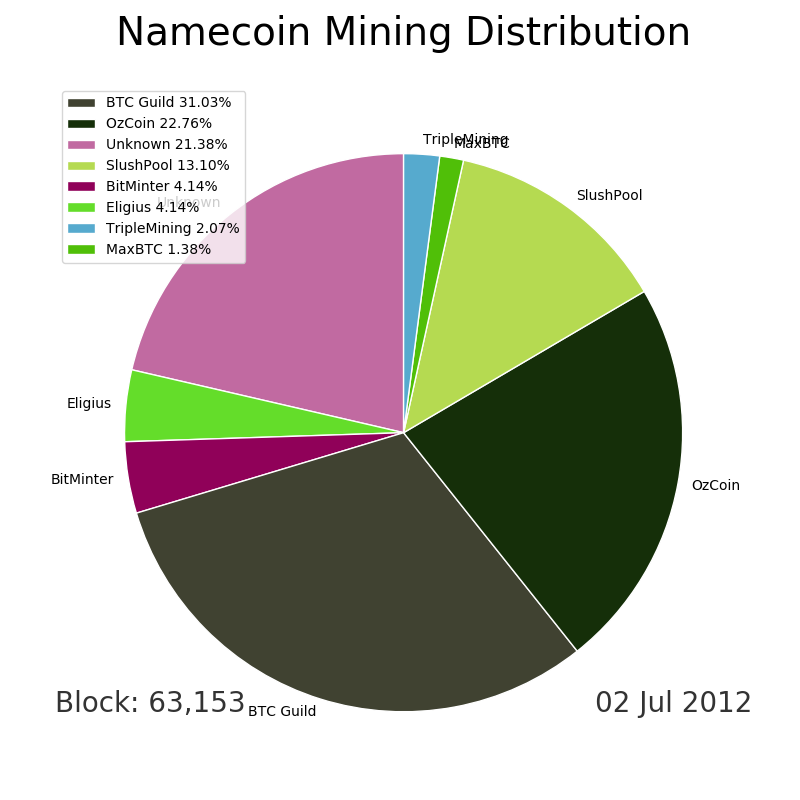 Namecoin Mining Distribution
BTC Guild 31.03%
OzCoin 22.76%
Unknown 21.38%
SlushPool 13.10%
BitMinter 4.14%
Eligius 4.14%
TripleMining 2.07%
MaxBTC 1.38%
TripleMining
MaxBTC
SlushPool
Unknown
Eligius
BitMinter
OzCoin
BTC Guild
Block: 63,153
02 Jul 2012